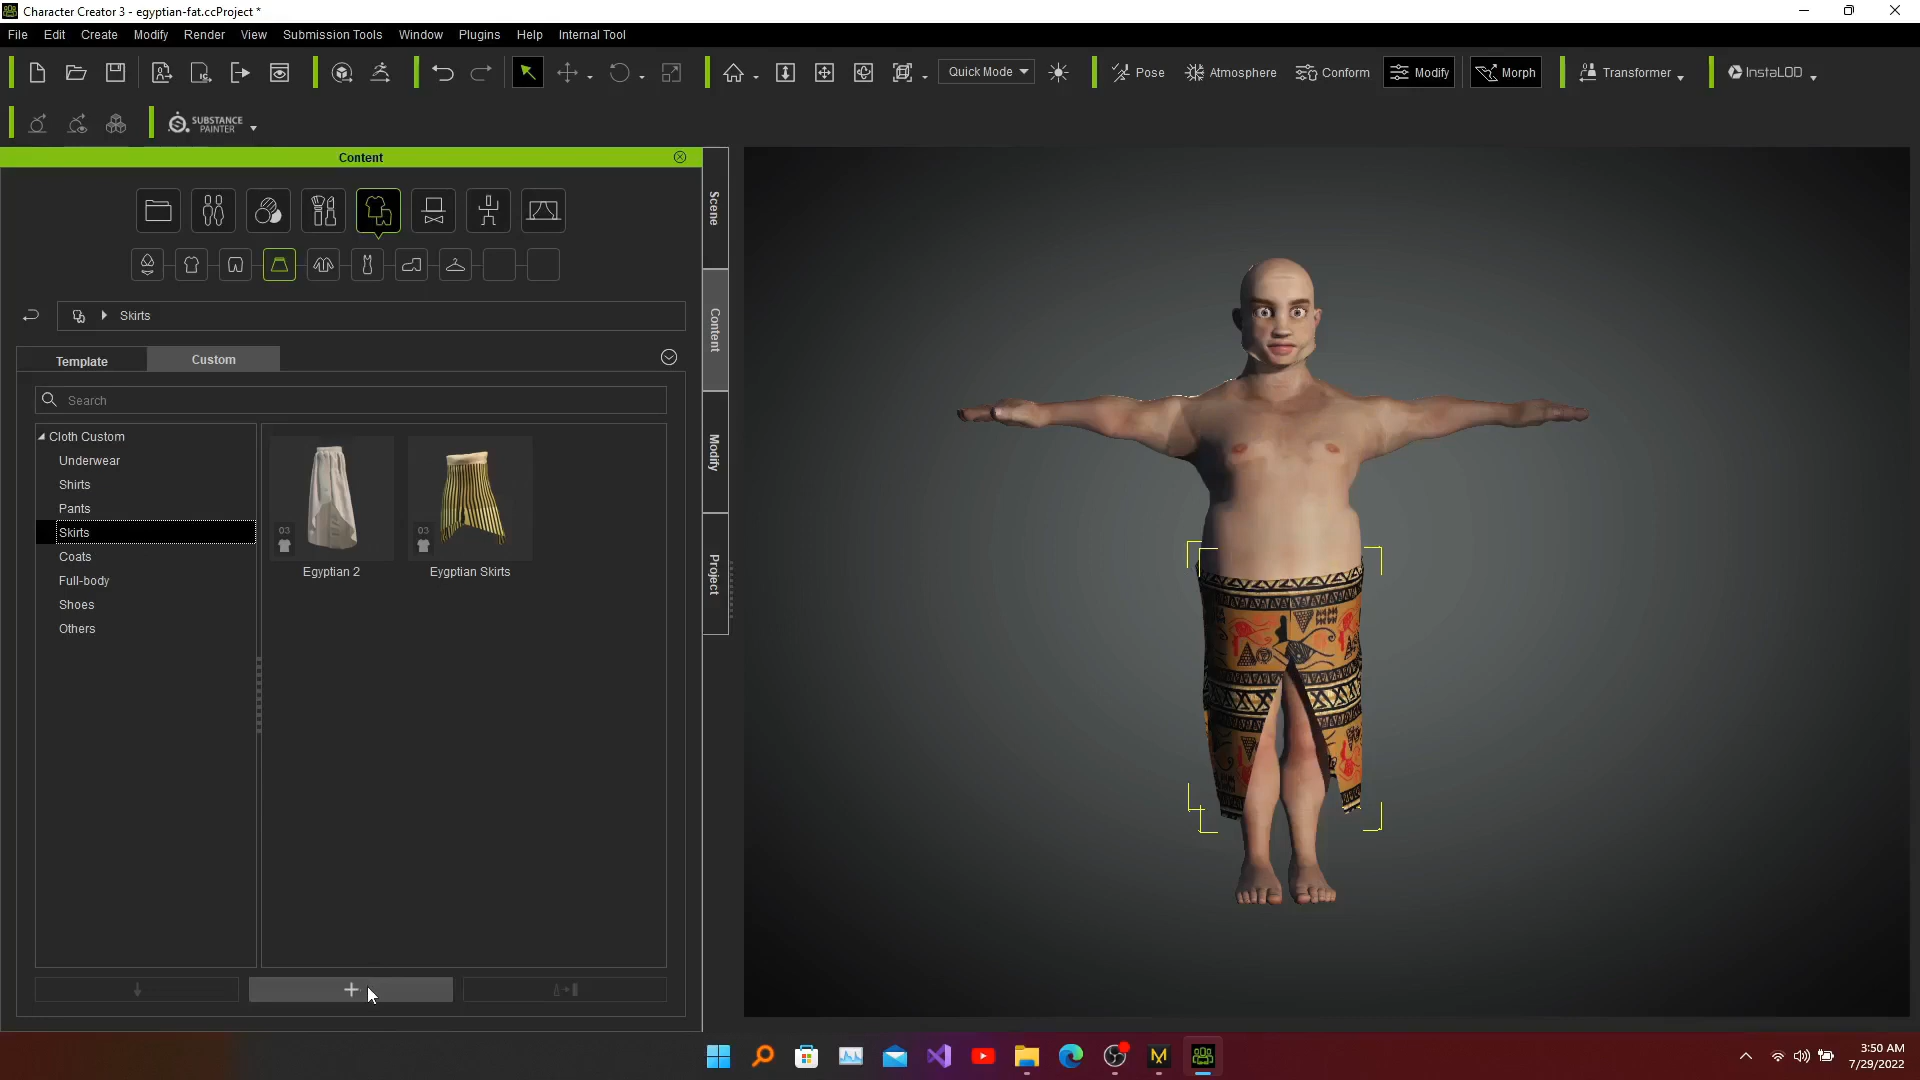 Character Creator 3 - egyptian-fat.ccProject *
File Edit Create Modify Render View Submission Tools Window Plugins Help Internal Tool
Quick Mode Pose Atmosphere Conform Modify Morph Transformer InstaLOD
SUBSTANCE
PAINTER
Content
Scene
Content
Modify
Project
Skirts
Template Custom
Search
Cloth Custom
Underwear
Shirts
Pants
Skirts
Coats
Full-body
Shoes
Others
03
03
Egyptian 2 Eygptian Skirts
3:50 AM
7/29/2022